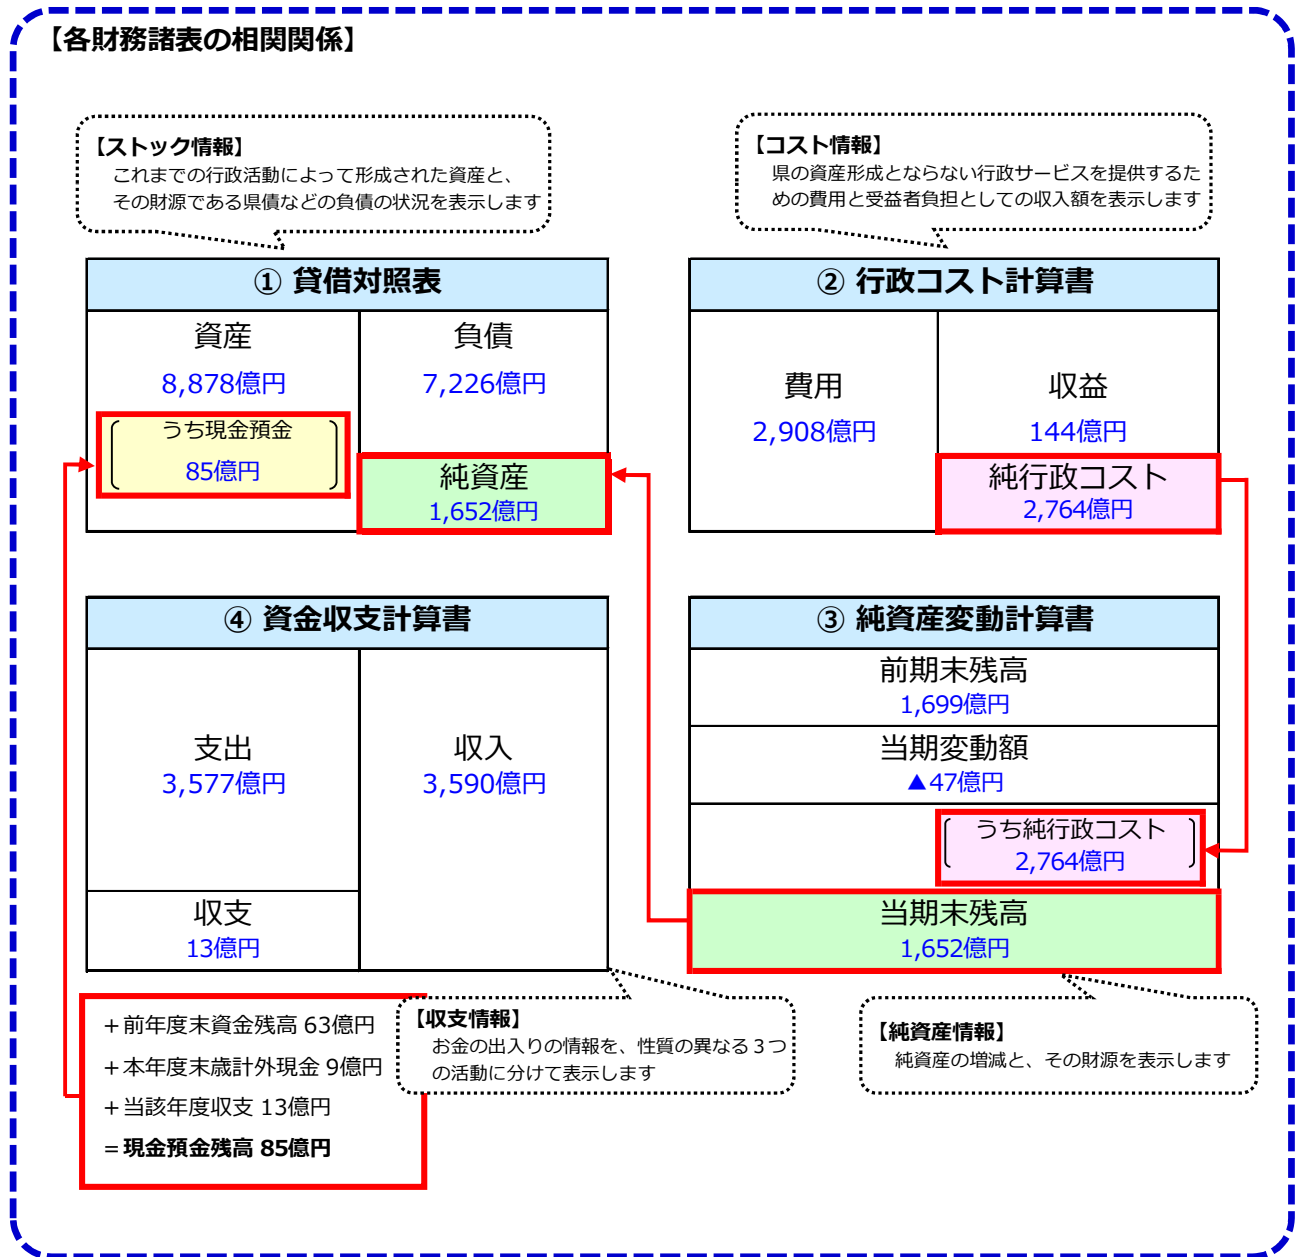 【各財務諸表の相関関係】
【ストック情報】
これまでの行政活動によって形成された資産と、
その財源である県債などの負債の状況を表示します
【コスト情報】
県の資産形成とならない行政サービスを提供するた
めの費用と受益者負担としての収入額を表示します
① 貸借対照表
資産
8,878億円
うち現金預金
85億円
負債
7,226億円
純資産
1,652億円
② 行政コスト計算書
費用
2,908億円
収益
144億円
純行政コスト
2,764億円
④ 資金収支計算書
支出
3,577億円
収入
3,590億円
収支
13億円
③ 純資産変動計算書
前期末残高
1,699億円
当期変動額
▲47億円
うち純行政コスト
2,764億円
当期末残高
1,652億円
＋前年度末資金残高 63億円
＋本年度末歳計外現金 9億円
＋当該年度収支 13億円
＝現金預金残高 85億円
【収支情報】
お金の出入りの情報を、性質の異なる３つ
の活動に分けて表示します
【純資産情報】
純資産の増減と、その財源を表示します